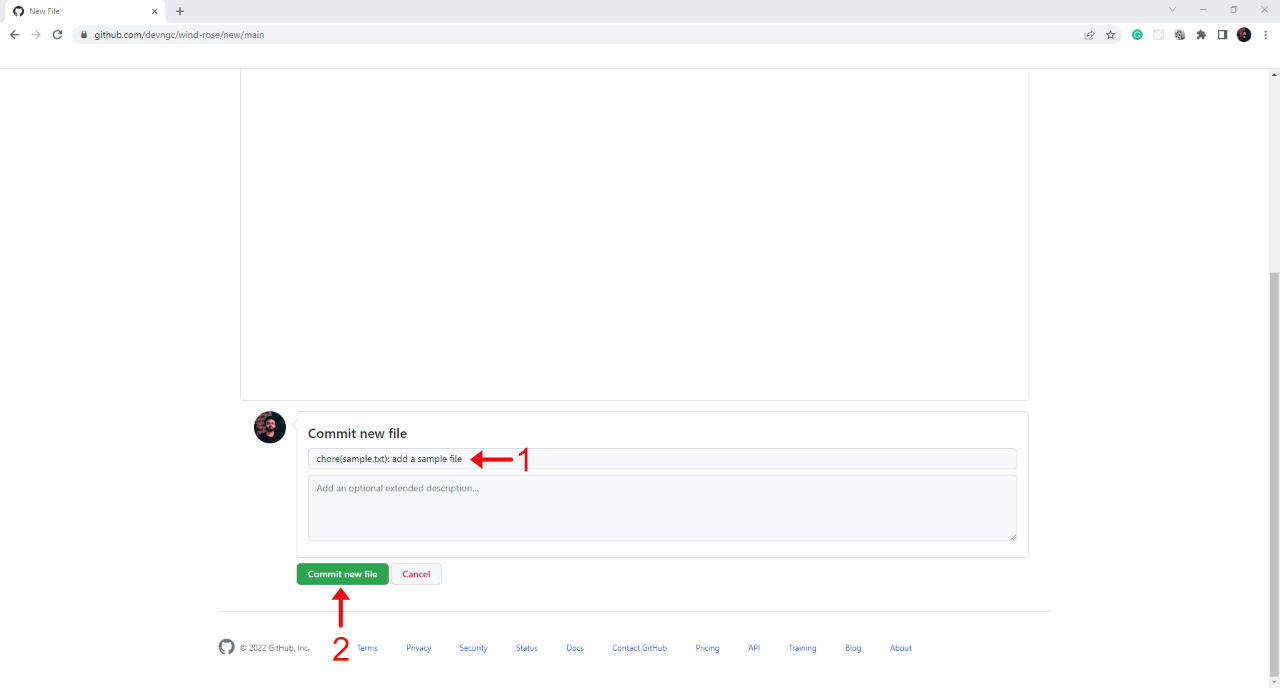 New File
github.com/devngc/wind-rose/new/main
Commit new file
chore(sample.txt): add a sample file 1
Add an optional extended description...
Commit new file Cancel
2
© 2022 GitHub, Inc. Terms Privacy Security Status Docs Contact GitHub Pricing API Training Blog About